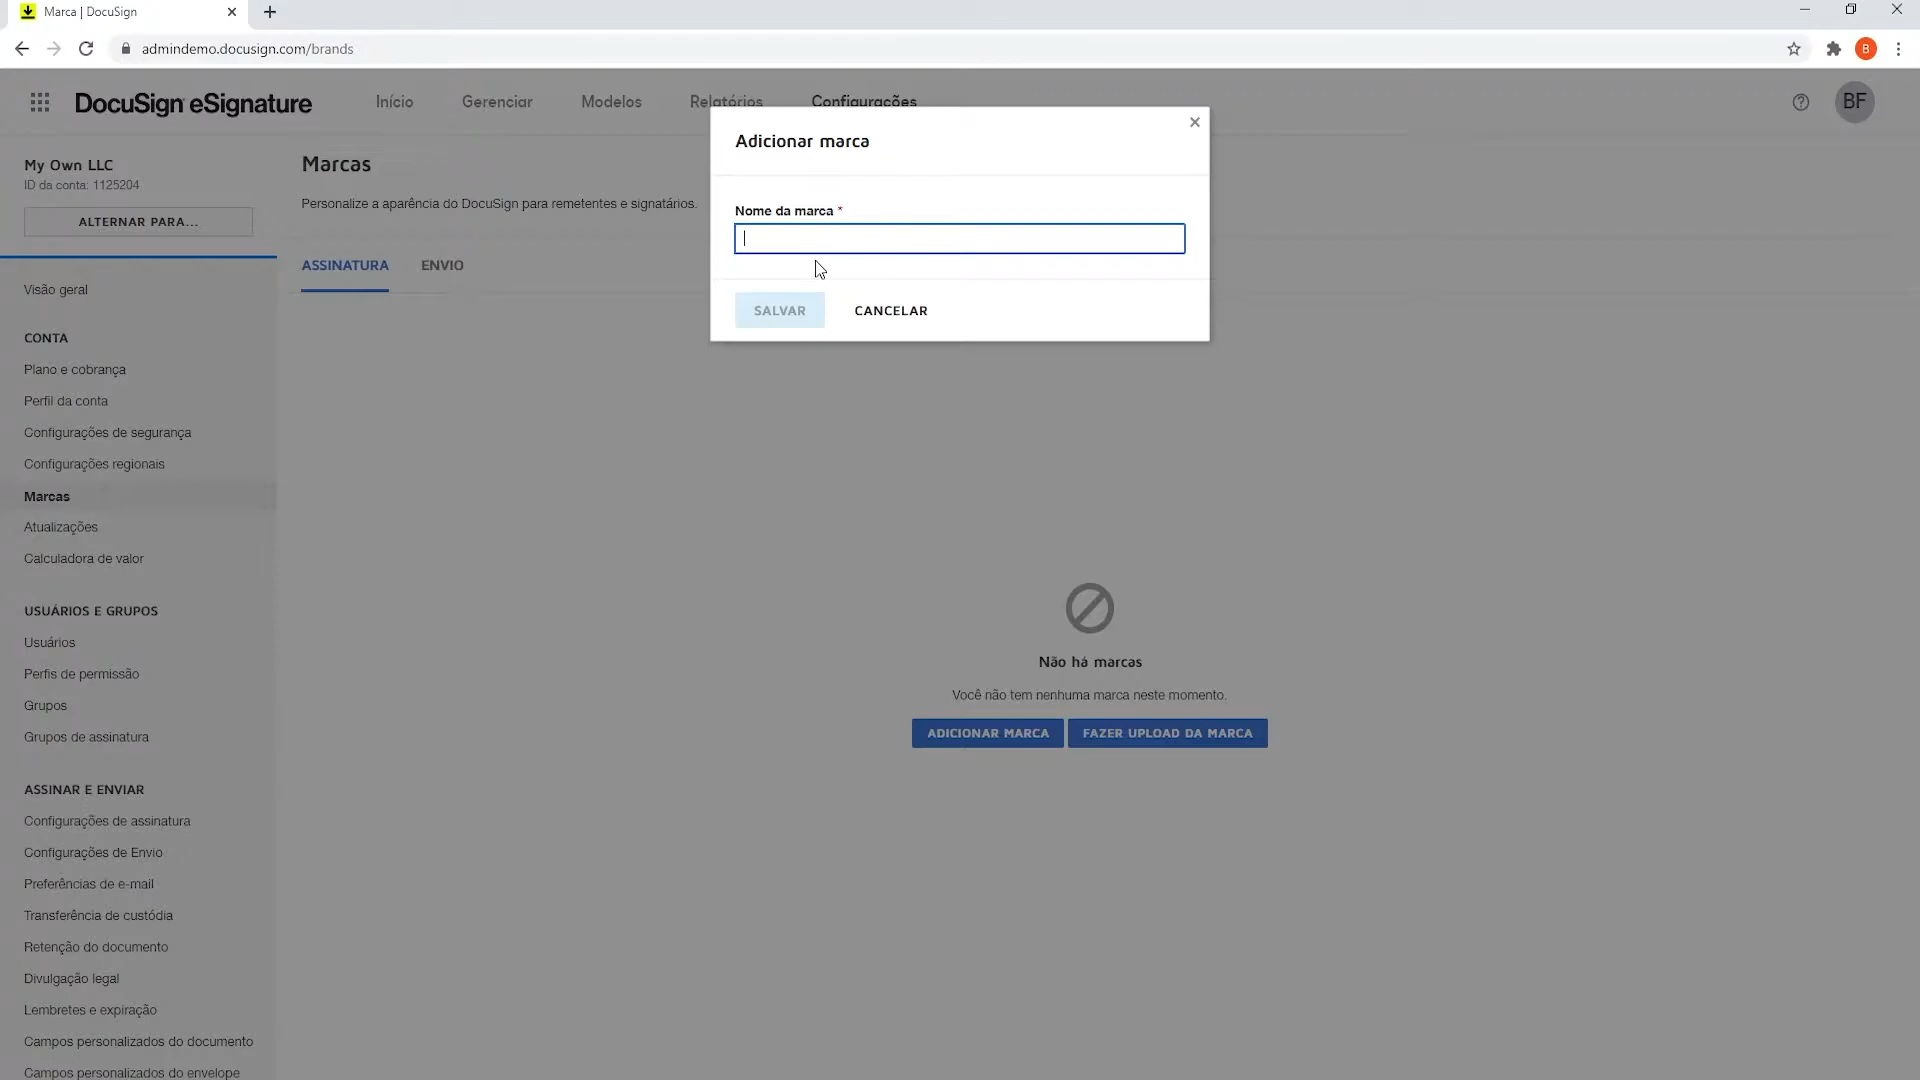 Marca | DocuSign
admindemo.docusign.com/brands
B
DocuSign eSignature
Início
Gerenciar
Modelos
Relatórios
Configurações
BF
My Own LLC
ID da conta: 1125204
ALTERNAR PARA...
Visão geral
CONTA
Plano e cobrança
Perfil da conta
Configurações de segurança
Configurações regionais
Marcas
Atualizações
Calculadora de valor
USUÁRIOS E GRUPOS
Usuários
Perfis de permissão
Grupos
Grupos de assinatura
ASSINAR E ENVIAR
Configurações de assinatura
Configurações de Envio
Preferências de e-mail
Transferência de custódia
Retenção do documento
Divulgação legal
Lembretes e expiração
Campos personalizados do documento
Campos personalizados do envelope
Marcas
Personalize a aparência do DocuSign para remetentes e signatários.
ASSINATURA
ENVIO
Adicionar marca
Nome da marca *
SALVAR
CANCELAR
Não há marcas
Você não tem nenhuma marca neste momento.
ADICIONAR MARCA
FAZER UPLOAD DA MARCA